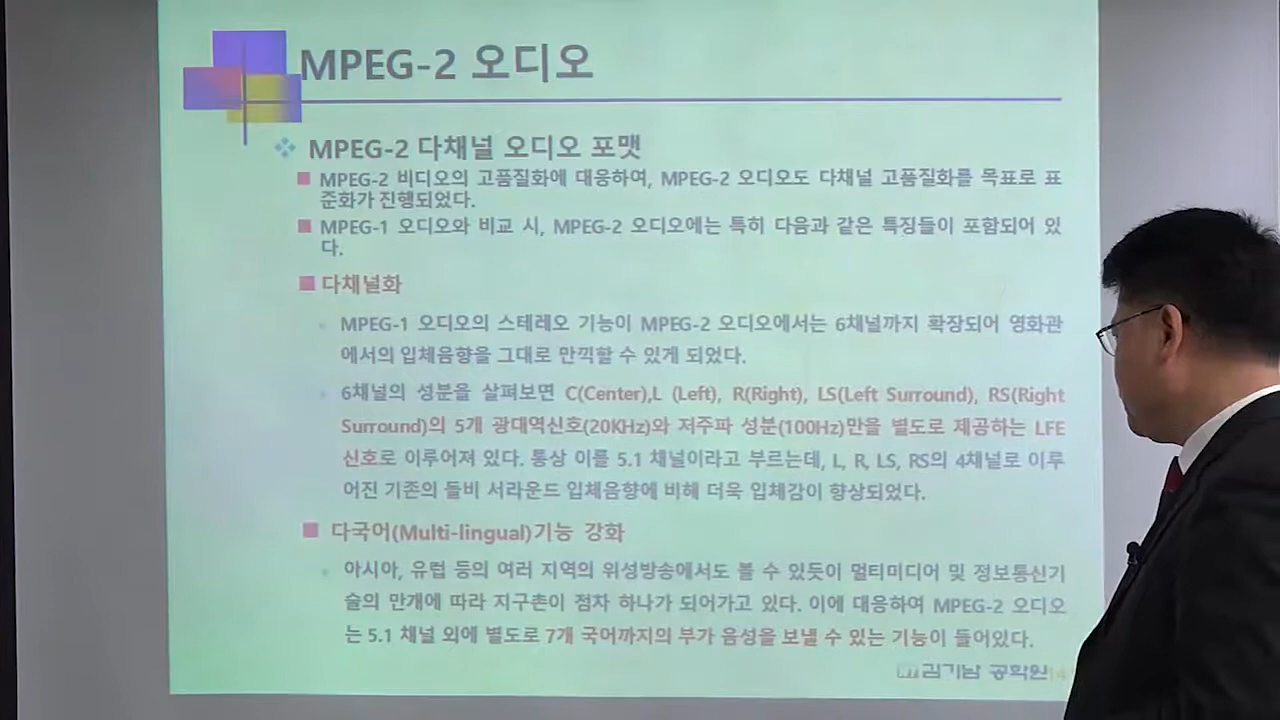 MPEG-2 오디오
MPEG-2 다채널 오디오 포맷
MPEG-2 비디오의 고품질화에 대응하여, MPEG-2 오디오도 다채널 고품질화를 목표로 표
준화가 진행되었다.
MPEG-1 오디오와 비교 시, MPEG-2 오디오에는 특히 다음과 같은 특징들이 포함되어 있
다.
다채널화
MPEG-1 오디오의 스테레오 기능이 MPEG-2 오디오에서는 6채널까지 확장되어 영화관
에서의 입체음향을 그대로 만끽할 수 있게 되었다.
6채널의 성분을 살펴보면 C(Center),L (Left), R(Right), LS(Left Surround), RS(Right
Surround)의 5개 광대역신호(20KHz)와 저주파 성분(100Hz)만을 별도로 제공하는 LFE
신호로 이루어져 있다. 통상 이를 5.1 채널이라고 부르는데, L, R, LS, RS의 4채널로 이루
어진 기존의 돌비 서라운드 입체음향에 비해 더욱 입체감이 향상되었다.
다국어(Multi-lingual)기능 강화
아시아, 유럽 등의 여러 지역의 위성방송에서도 볼 수 있듯이 멀티미디어 및 정보통신기
술의 만개에 따라 지구촌이 점차 하나가 되어가고 있다. 이에 대응하여 MPEG-2 오디오
는 5.1 채널 외에 별도로 7개 국어까지의 부가 음성을 보낼 수 있는 기능이 들어있다.
김기남 공학원